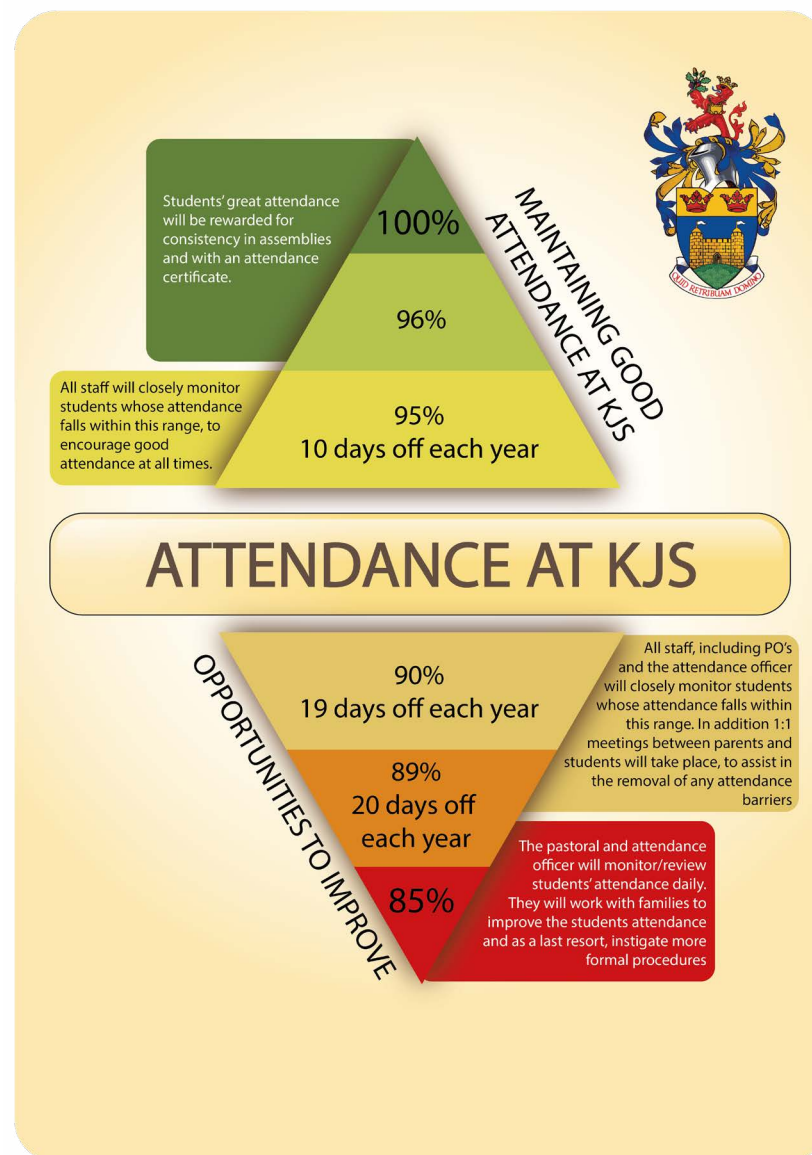 Students' great attendance
will be rewarded for
consistency in assemblies
and with an attendance
certificate.
100%
96%
MAINTAINING GOOD
ATTENDANCE AT KJS
QUID RETRIBUAM DOMINO
All staff will closely monitor
students whose attendance
falls within this range, to
encourage good
attendance at all times.
95%
10 days off each year
ATTENDANCE AT KJS
OPPORTUNITIES TO IMPROVE
90%
19 days off each year
All staff, including PO's
and the attendance officer
will closely monitor students
whose attendance falls within
this range. In addition 1:1
meetings between parents and
students will take place, to assist in
the removal of any attendance
barriers
89%
20 days off
each year
85%
The pastoral and attendance
officer will monitor/review
students' attendance daily.
They will work with families to
improve the students attendance
and as a last resort, instigate more
formal procedures